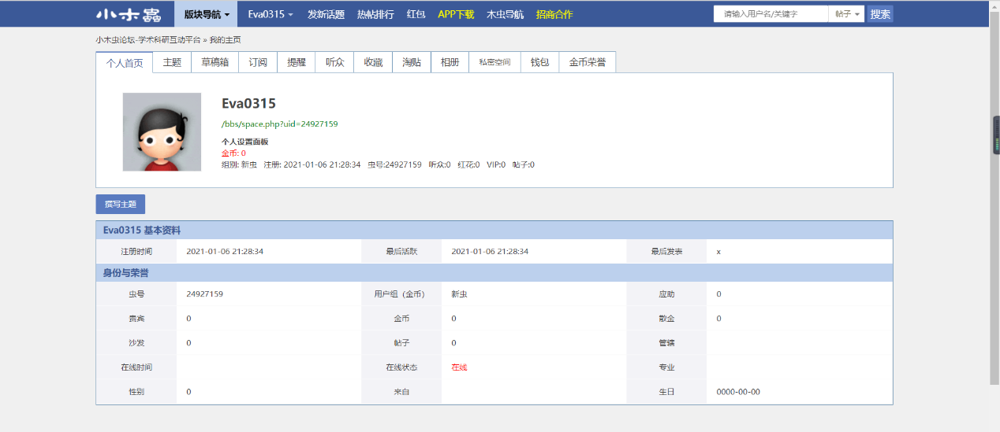 小木虫 版块导航 Eva0315 发新话题 热帖排行 红包 APP下载 木虫导航 招商合作 请输入用户名/关键字 帖子 搜索
小木虫论坛-学术科研互动平台 » 我的主页
个人首页 主题 草稿箱 订阅 提醒 听众 收藏 淘贴 相册 私密空间 钱包 金币荣誉
Eva0315
/bbs/space.php?uid=24927159
个人设置面板
金币: 0
组别: 新虫 注册: 2021-01-06 21:28:34 虫号:24927159 听众:0 红花:0 VIP:0 帖子:0
撰写主题
Eva0315 基本资料
注册时间 2021-01-06 21:28:34 最后活跃 2021-01-06 21:28:34 最后发表 x
身份与荣誉
虫号 24927159 用户组（金币） 新虫 应助 0
贵宾 0 金币 0 散金 0
沙发 0 帖子 0 管辖
在线时间 在线状态 在线 专业
性别 0 来自 生日 0000-00-00